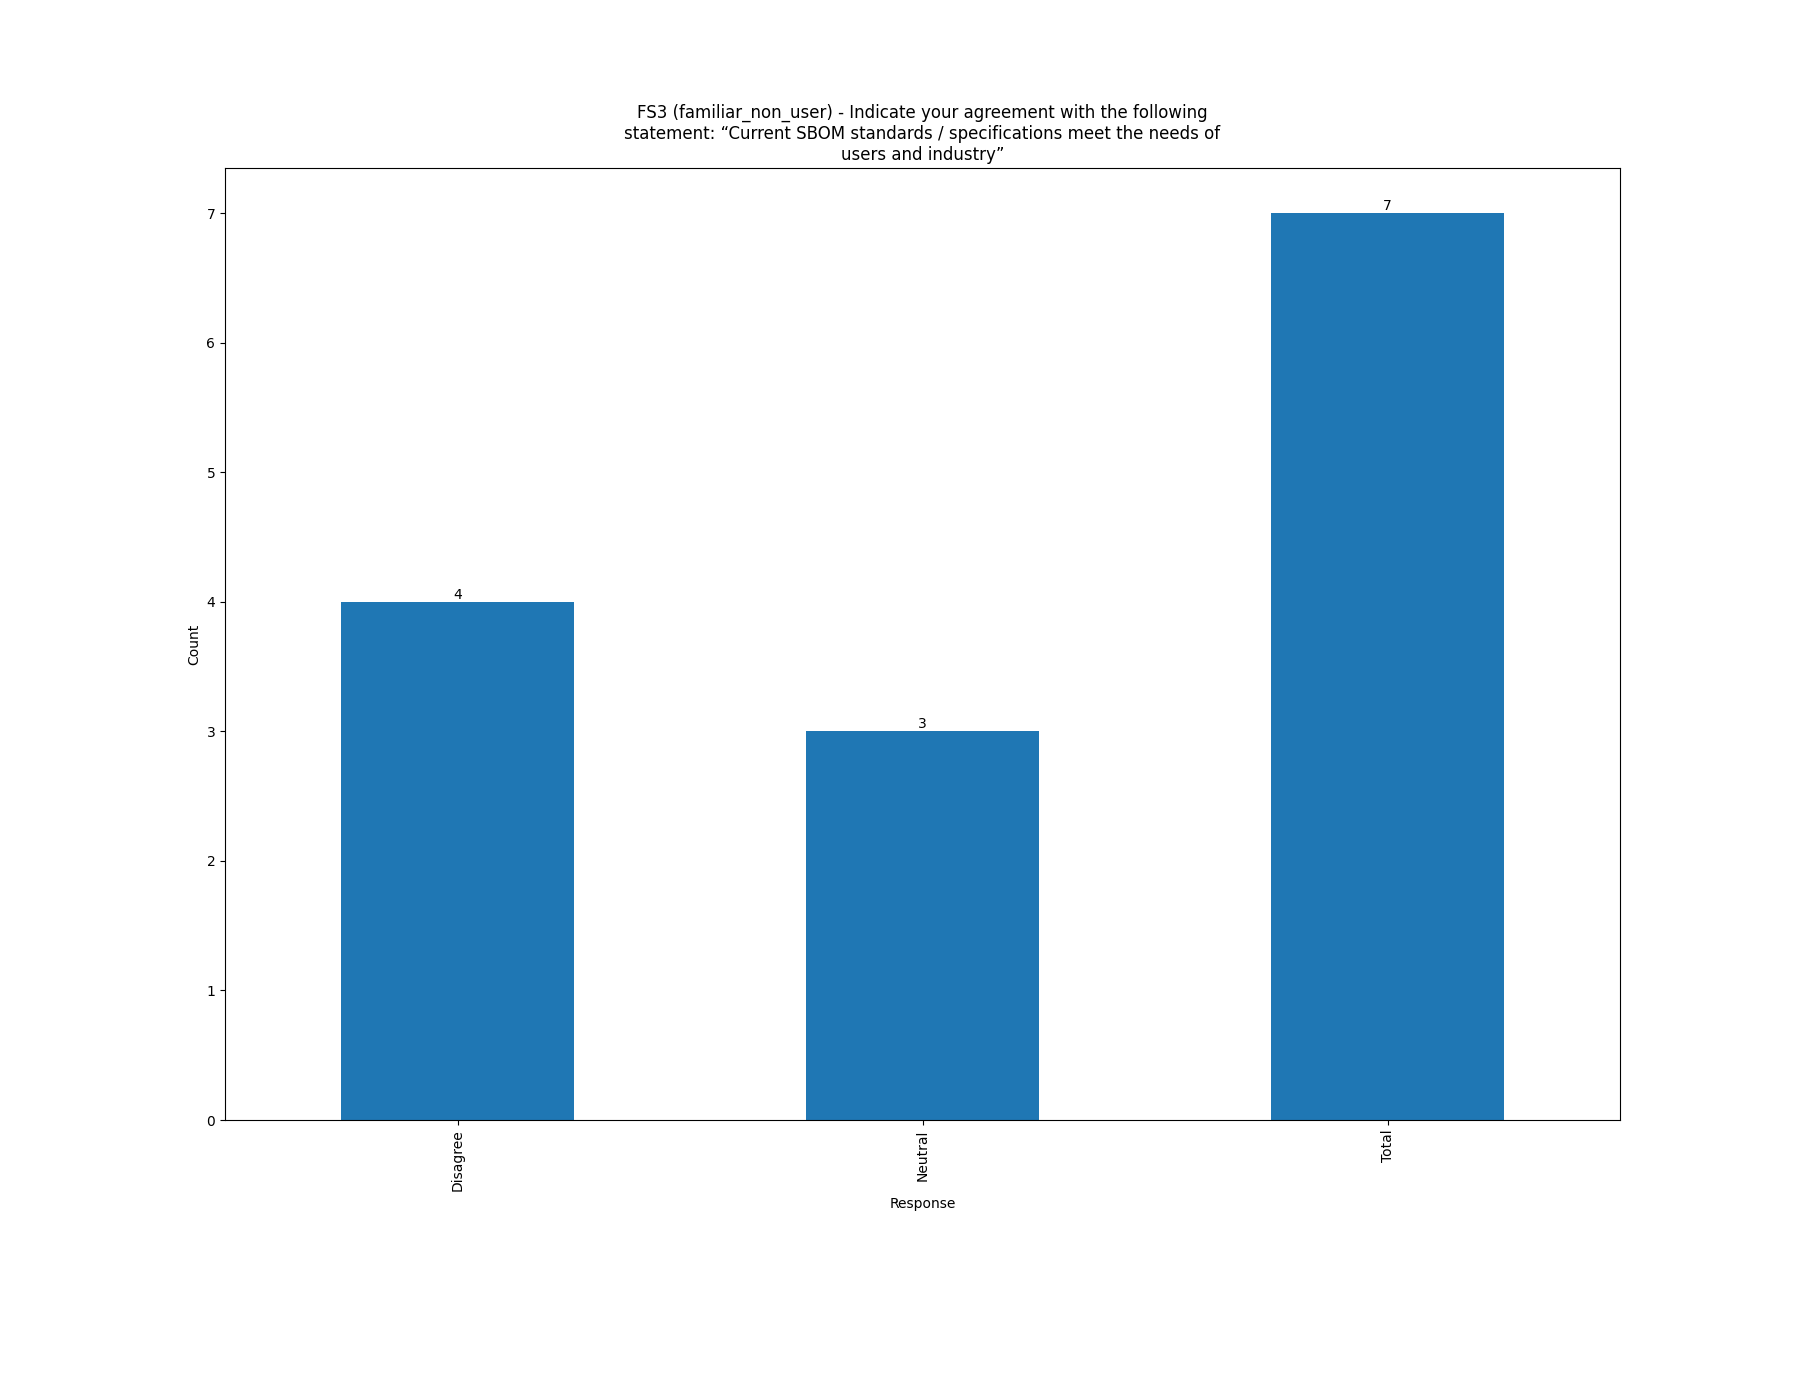 FS3 (familiar_non_user) - Indicate your agreement with the following
statement: “Current SBOM standards / specifications meet the needs of
users and industry”
7
6
5
4
3
2
1
0
Count
4
3
7
Disagree
Neutral
Total
Response